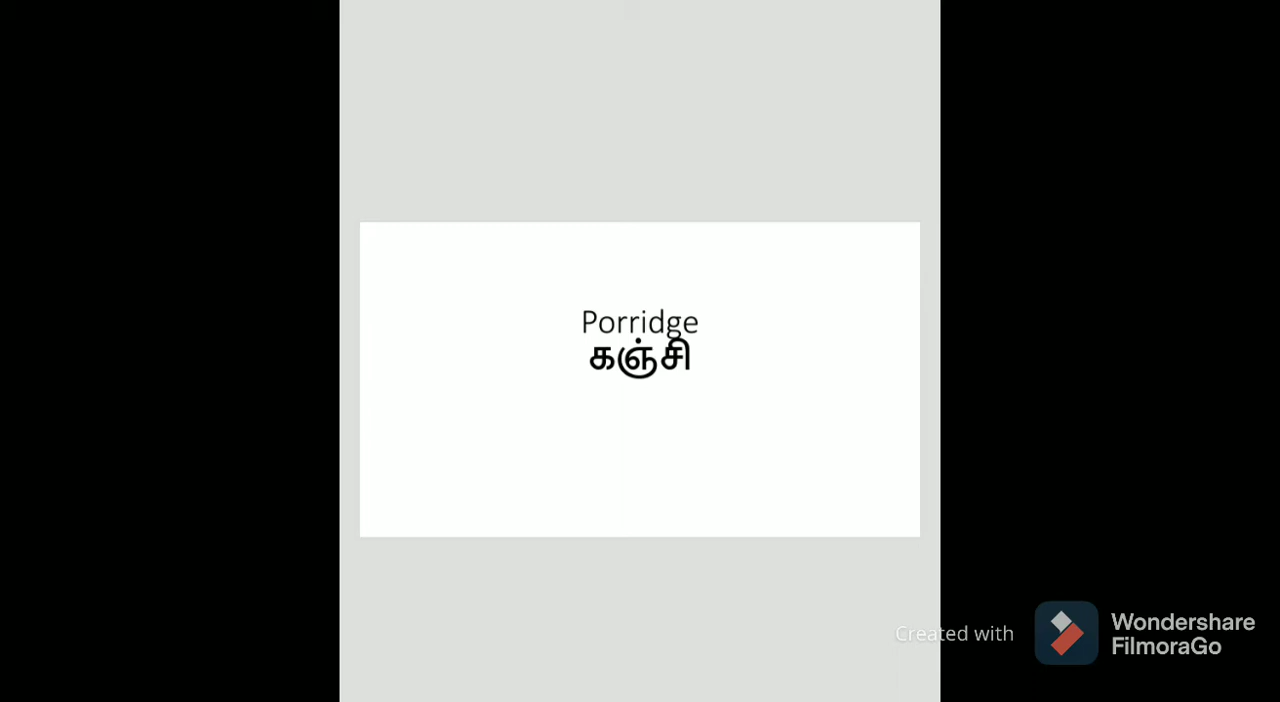 Porridge
கஞ்சி
Created with
Wondershare
FilmoraGo